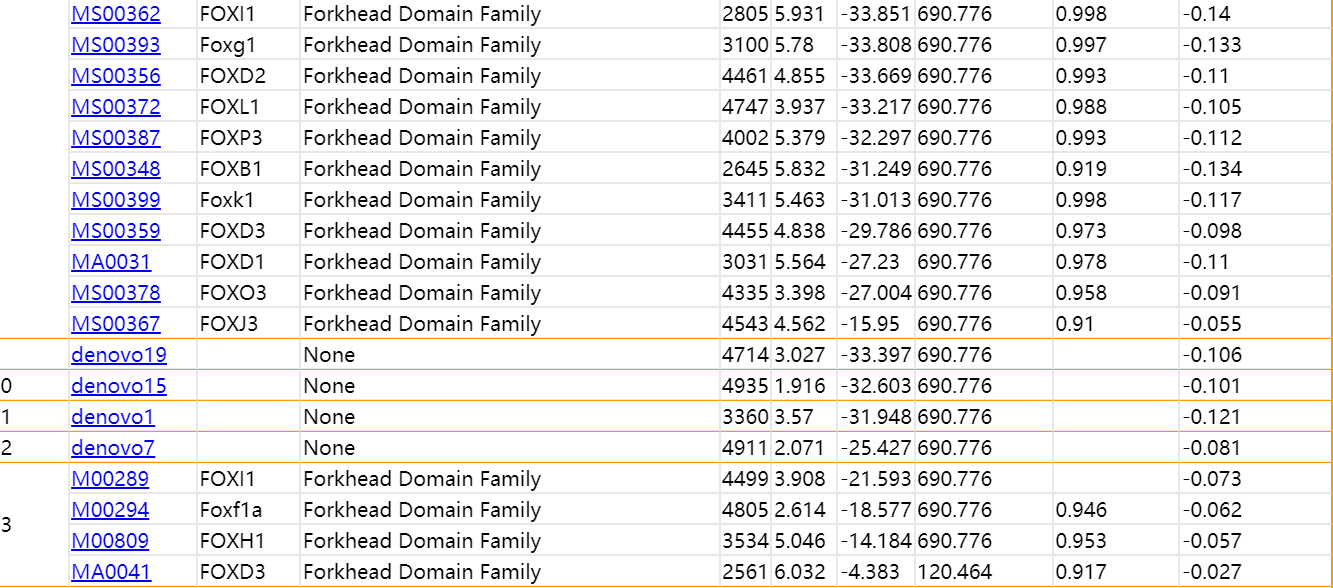 MS00362 FOXI1 Forkhead Domain Family 2805 5.931 -33.851 690.776 0.998 -0.14
MS00393 Foxg1 Forkhead Domain Family 3100 5.78 -33.808 690.776 0.997 -0.133
MS00356 FOXD2 Forkhead Domain Family 4461 4.855 -33.669 690.776 0.993 -0.11
MS00372 FOXL1 Forkhead Domain Family 4747 3.937 -33.217 690.776 0.988 -0.105
MS00387 FOXP3 Forkhead Domain Family 4002 5.379 -32.297 690.776 0.993 -0.112
MS00348 FOXB1 Forkhead Domain Family 2645 5.832 -31.249 690.776 0.919 -0.134
MS00399 Foxk1 Forkhead Domain Family 3411 5.463 -31.013 690.776 0.998 -0.117
MS00359 FOXD3 Forkhead Domain Family 4455 4.838 -29.786 690.776 0.973 -0.098
MA0031 FOXD1 Forkhead Domain Family 3031 5.564 -27.23 690.776 0.978 -0.11
MS00378 FOXO3 Forkhead Domain Family 4335 3.398 -27.004 690.776 0.958 -0.091
MS00367 FOXJ3 Forkhead Domain Family 4543 4.562 -15.95 690.776 0.91 -0.055
denovo19 None 4714 3.027 -33.397 690.776 -0.106
0 denovo15 None 4935 1.916 -32.603 690.776 -0.101
1 denovo1 None 3360 3.57 -31.948 690.776 -0.121
2 denovo7 None 4911 2.071 -25.427 690.776 -0.081
M00289 FOXI1 Forkhead Domain Family 4499 3.908 -21.593 690.776 -0.073
3 M00294 Foxf1a Forkhead Domain Family 4805 2.614 -18.577 690.776 0.946 -0.062
M00809 FOXH1 Forkhead Domain Family 3534 5.046 -14.184 690.776 0.953 -0.057
MA0041 FOXD3 Forkhead Domain Family 2561 6.032 -4.383 120.464 0.917 -0.027